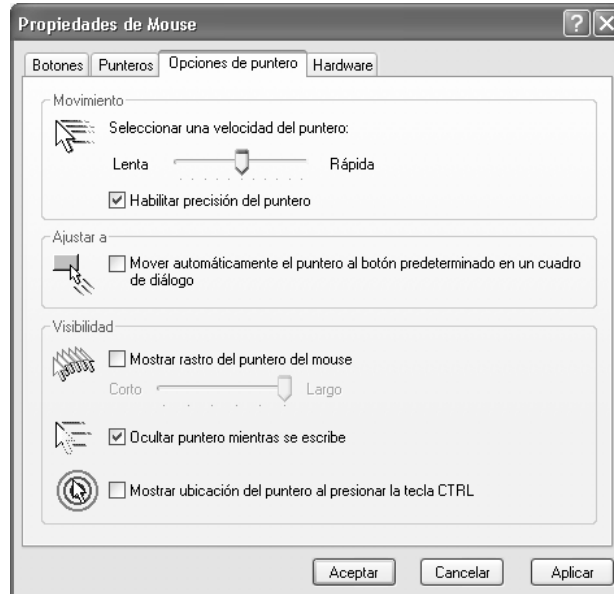 Propiedades de Mouse
Botones Punteros Opciones de puntero Hardware
Movimiento
Seleccionar una velocidad del puntero:
Lenta Rápida
Habilitar precisión del puntero
Ajustar a
Mover automáticamente el puntero al botón predeterminado en un cuadro
de diálogo
Visibilidad
Mostrar rastro del puntero del mouse
Corto Largo
Ocultar puntero mientras se escribe
Mostrar ubicación del puntero al presionar la tecla CTRL
Aceptar Cancelar Aplicar